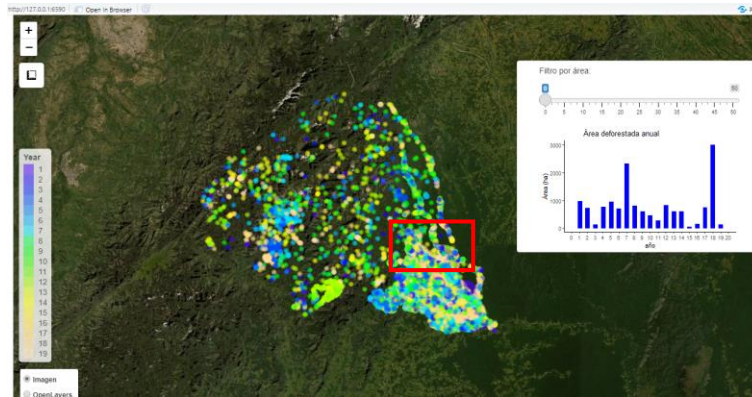 http://127.0.0.1:6390
Open in Browser
+
−
Year
1
2
3
4
5
6
7
8
9
10
11
12
13
14
15
16
17
18
19
Imagen
OpenLayers
Filtro por área:
0 50
0 5 10 15 20 25 30 35 40 45 50
Área deforestada anual
Área (ha)
3000
2000
1000
0
0 1 2 3 4 5 6 7 8 9 10 11 12 13 14 15 16 17 18 19 20
año